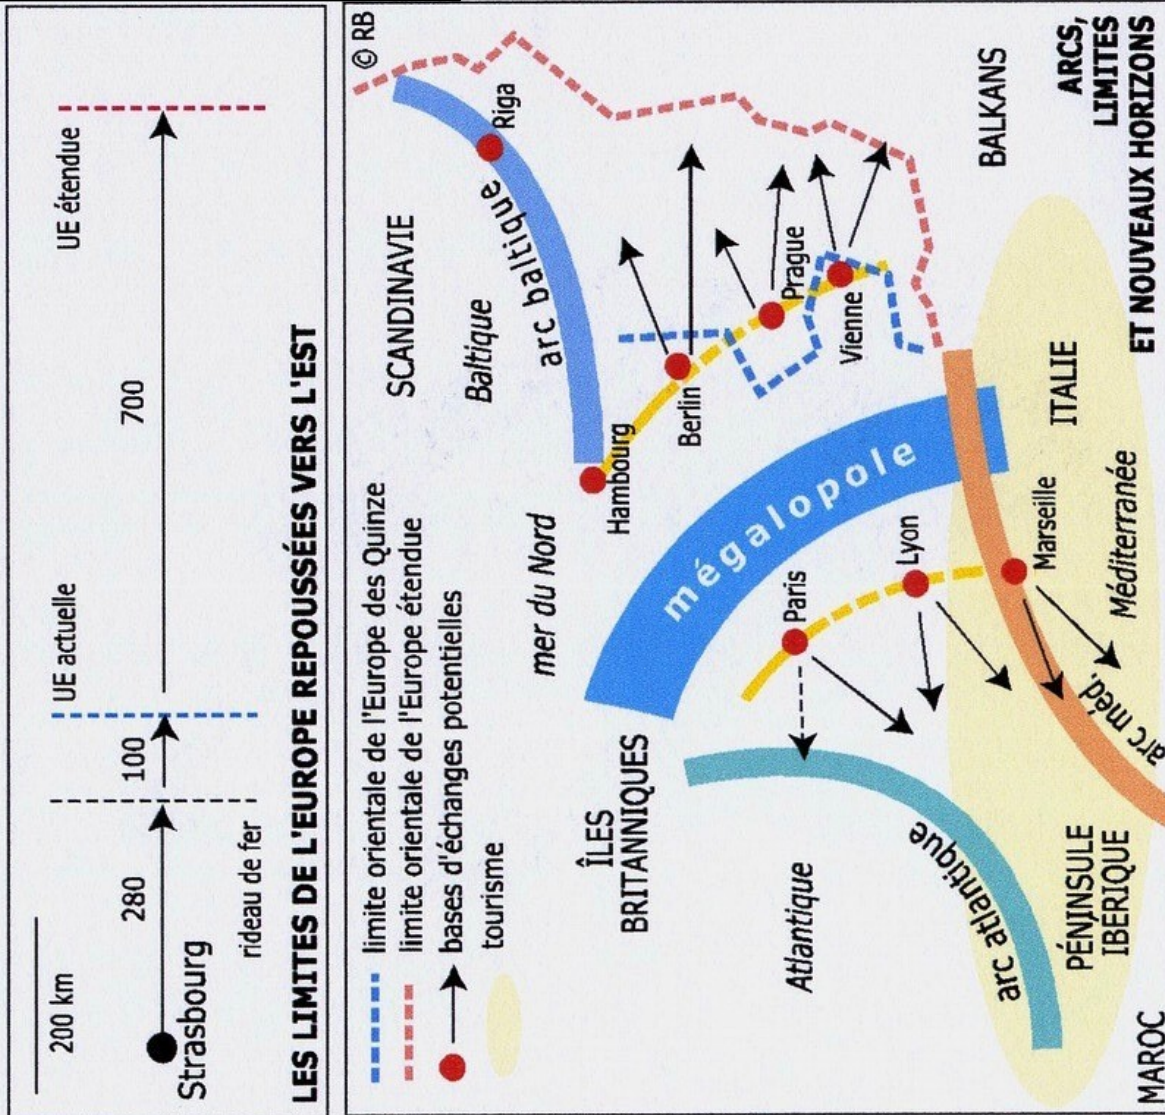 200 km
Strasbourg
280
rideau de fer
100
UE actuelle
700
UE étendue
LES LIMITES DE L'EUROPE REPOUSSÉES VERS L'EST
© RB
limite orientale de l'Europe des Quinze
limite orientale de l'Europe étendue
bases d'échanges potentielles
tourisme
SCANDINAVIE
Baltique
arc baltique
Riga
mer du Nord
Hambourg
Berlin
Prague
Vienne
ÎLES
BRITANNIQUES
mégalopole
Paris
Lyon
Marseille
Atlantique
arc atlantique
arc méd.
Méditerranée
ITALIE
BALKANS
PÉNINSULE
IBÉRIQUE
MAROC
ARCS,
LIMITES
ET NOUVEAUX HORIZONS